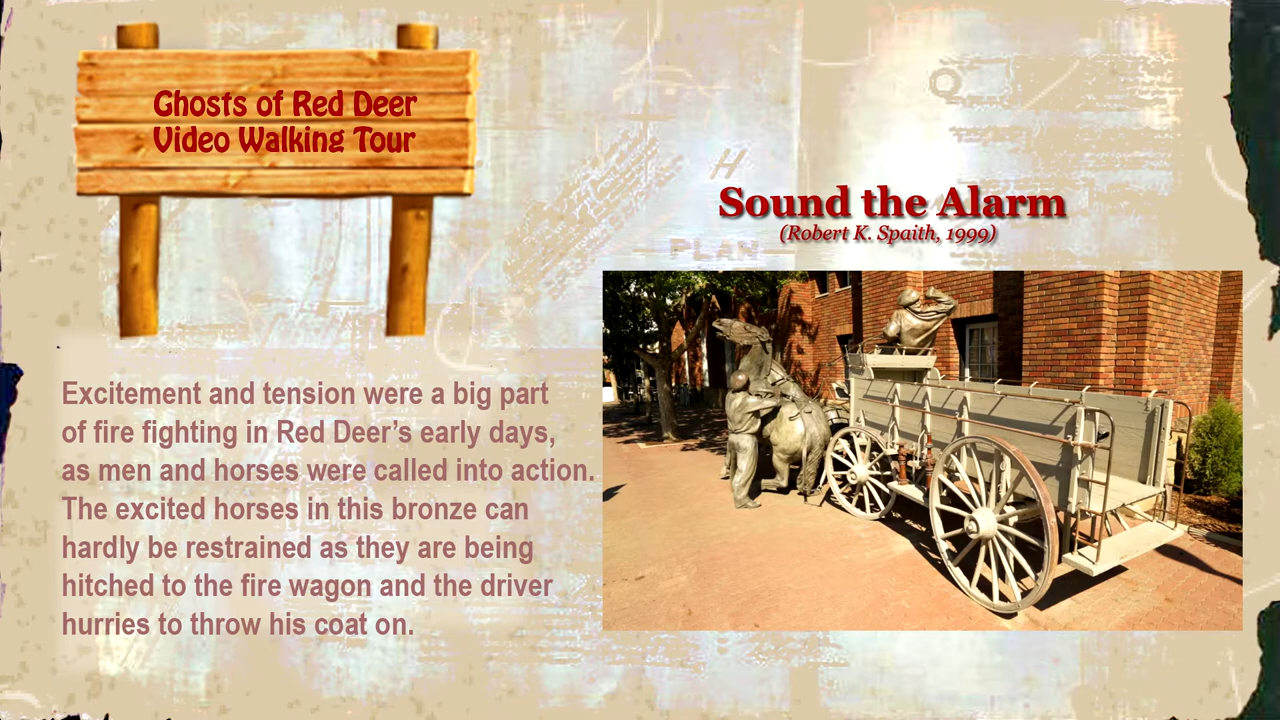 Ghosts of Red Deer
Video Walking Tour
Q
H
PLAN
Sound the Alarm
(Robert K. Spaith, 1999)
Excitement and tension were a big part
of fire fighting in Red Deer’s early days,
as men and horses were called into action.
The excited horses in this bronze can
hardly be restrained as they are being
hitched to the fire wagon and the driver
hurries to throw his coat on.